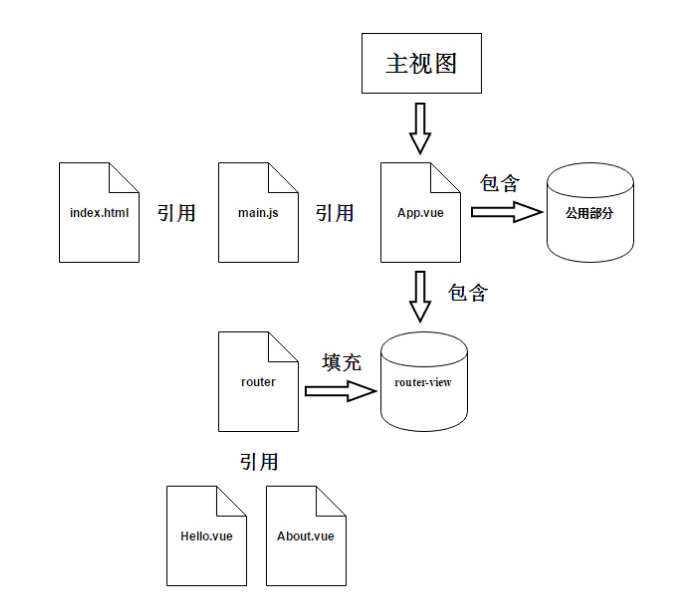 主视图
包含
index.html
引用
main.js
引用
App.vue
公用部分
包含
填充
router
router-view
引用
Hello.vue
About.vue